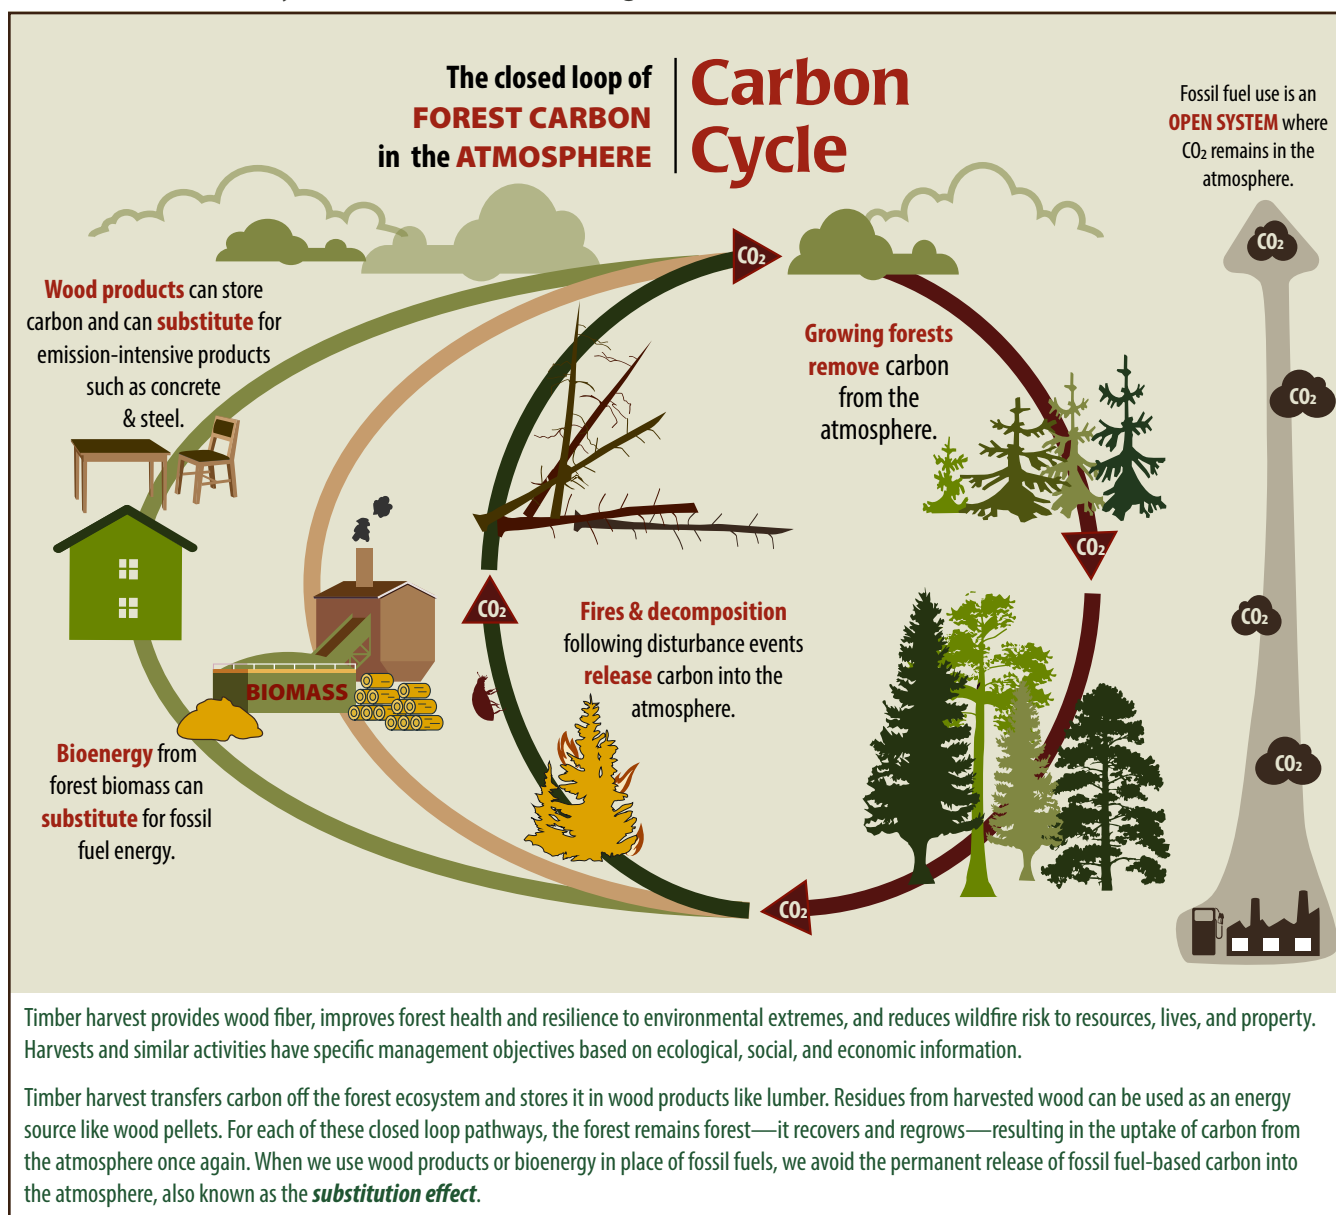 The closed loop of
FOREST CARBON
in the ATMOSPHERE
Carbon
Cycle
Fossil fuel use is an
OPEN SYSTEM where
CO₂ remains in the
atmosphere.
CO₂
CO₂
CO₂
CO₂
CO₂
Wood products can store
carbon and can substitute for
emission-intensive products
such as concrete
& steel.
Growing forests
remove carbon
from the
atmosphere.
CO₂
CO₂
Fires & decomposition
following disturbance events
release carbon into the
atmosphere.
BIOMASS
Bioenergy from
forest biomass can
substitute for fossil
fuel energy.
CO₂
Timber harvest provides wood fiber, improves forest health and resilience to environmental extremes, and reduces wildfire risk to resources, lives, and property.
Harvests and similar activities have specific management objectives based on ecological, social, and economic information.
Timber harvest transfers carbon off the forest ecosystem and stores it in wood products like lumber. Residues from harvested wood can be used as an energy
source like wood pellets. For each of these closed loop pathways, the forest remains forest—it recovers and regrows—resulting in the uptake of carbon from
the atmosphere once again. When we use wood products or bioenergy in place of fossil fuels, we avoid the permanent release of fossil fuel-based carbon into
the atmosphere, also known as the substitution effect.